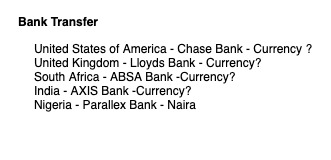 Bank Transfer
United States of America - Chase Bank - Currency ?
United Kingdom - Lloyds Bank - Currency?
South Africa - ABSA Bank -Currency?
India - AXIS Bank -Currency?
Nigeria - Parallex Bank - Naira